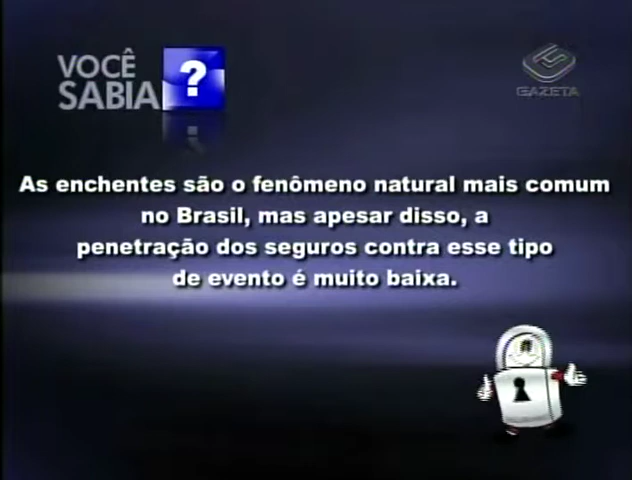 VOCÊ
SABIA ?
GAZETA
As enchentes são o fenômeno natural mais comum
no Brasil, mas apesar disso, a
penetração dos seguros contra esse tipo
de evento é muito baixa.